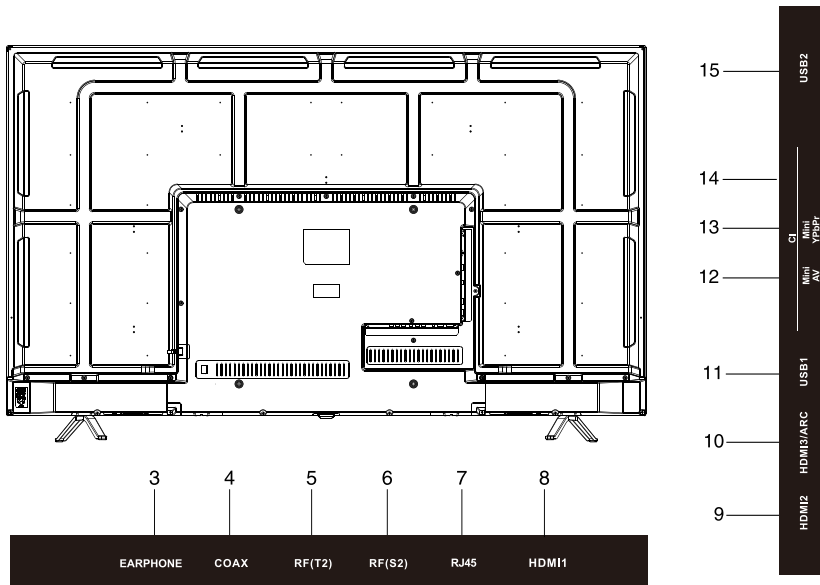 15
USB2
14
CI
13
Mini
YPbPr
12
Mini
AV
11
USB1
10
HDMI3/ARC
9
HDMI2
3 4 5 6 7 8
EARPHONE COAX RF(T2) RF(S2) RJ45 HDMI1